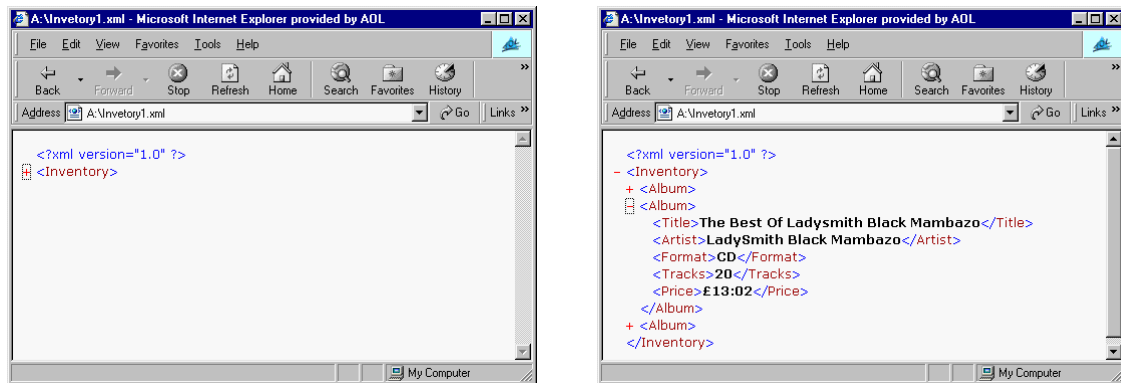 A:\Invetory1.xml - Microsoft Internet Explorer provided by AOL
File Edit View Favorites Tools Help
Back Forward Stop Refresh Home Search Favorites History »
Address A:\Invetory1.xml Go Links »
<?xml version="1.0" ?>
+ <Inventory>
My Computer
A:\Invetory1.xml - Microsoft Internet Explorer provided by AOL
File Edit View Favorites Tools Help
Back Forward Stop Refresh Home Search Favorites History »
Address A:\Invetory1.xml Go Links »
<?xml version="1.0" ?>
- <Inventory>
+ <Album>
- <Album>
<Title>The Best Of Ladysmith Black Mambazo</Title>
<Artist>LadySmith Black Mambazo</Artist>
<Format>CD</Format>
<Tracks>20</Tracks>
<Price>£13:02</Price>
</Album>
+ <Album>
</Inventory>
My Computer